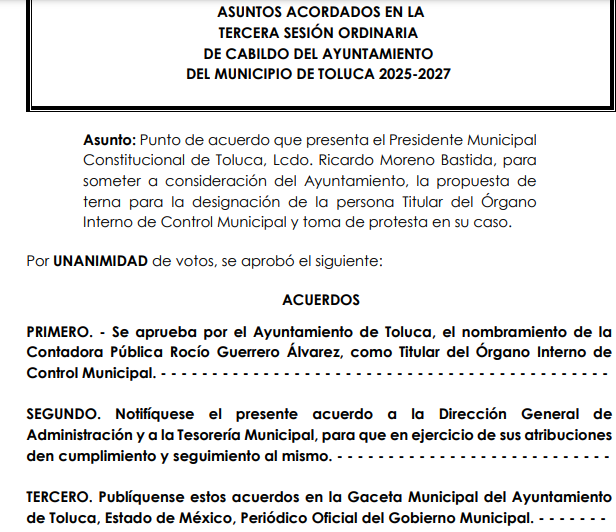 ASUNTOS ACORDADOS EN LA
TERCERA SESIÓN ORDINARIA
DE CABILDO DEL AYUNTAMIENTO
DEL MUNICIPIO DE TOLUCA 2025-2027
Asunto: Punto de acuerdo que presenta el Presidente Municipal
Constitucional de Toluca, Lcdo. Ricardo Moreno Bastida, para
someter a consideración del Ayuntamiento, la propuesta de
terna para la designación de la persona Titular del Órgano
Interno de Control Municipal y toma de protesta en su caso.
Por UNANIMIDAD de votos, se aprobó el siguiente:
ACUERDOS
PRIMERO. - Se aprueba por el Ayuntamiento de Toluca, el nombramiento de la
Contadora Pública Rocío Guerrero Álvarez, como Titular del Órgano Interno de
Control Municipal. - - - - - - - - - - - - - - - - - - - - - - - - - - - - - - - - - - - - - - - - - - - -
SEGUNDO. Notifíquese el presente acuerdo a la Dirección General de
Administración y a la Tesorería Municipal, para que en ejercicio de sus atribuciones
den cumplimiento y seguimiento al mismo. - - - - - - - - - - - - - - - - - - - - - - - - - - -
TERCERO. Publíquense estos acuerdos en la Gaceta Municipal del Ayuntamiento
de Toluca, Estado de México, Periódico Oficial del Gobierno Municipal. - - - - - - -